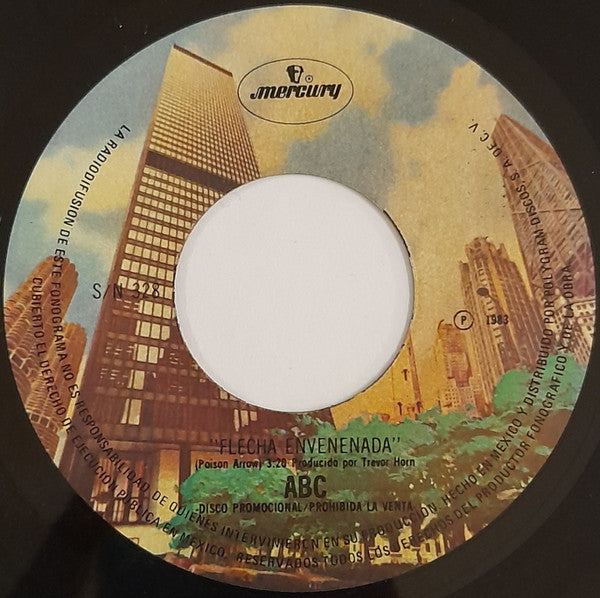 mercury
®
S/N 328
Ⓟ 1983
"FLECHA ENVENENADA"
(Poison Arrow) 3:20 Producida por Trevor Horn
ABC
-DISCO PROMOCIONAL/PROHIBIDA LA VENTA-
LA RADIODIFUSION DE ESTE FONOGRAMA NO ES RESPONSABILIDAD DE QUIENES INTERVINIERON EN SU PRODUCCION. HECHO EN MEXICO Y DISTRIBUIDO POR POLYGRAM DISCOS S. A. DE C. V.
CUBIERTO EL DERECHO DE EJECUCION PUBLICA EN MEXICO. RESERVADOS TODOS LOS DERECHOS DEL PRODUCTOR FONOGRAFICO Y DE LA OBRA.